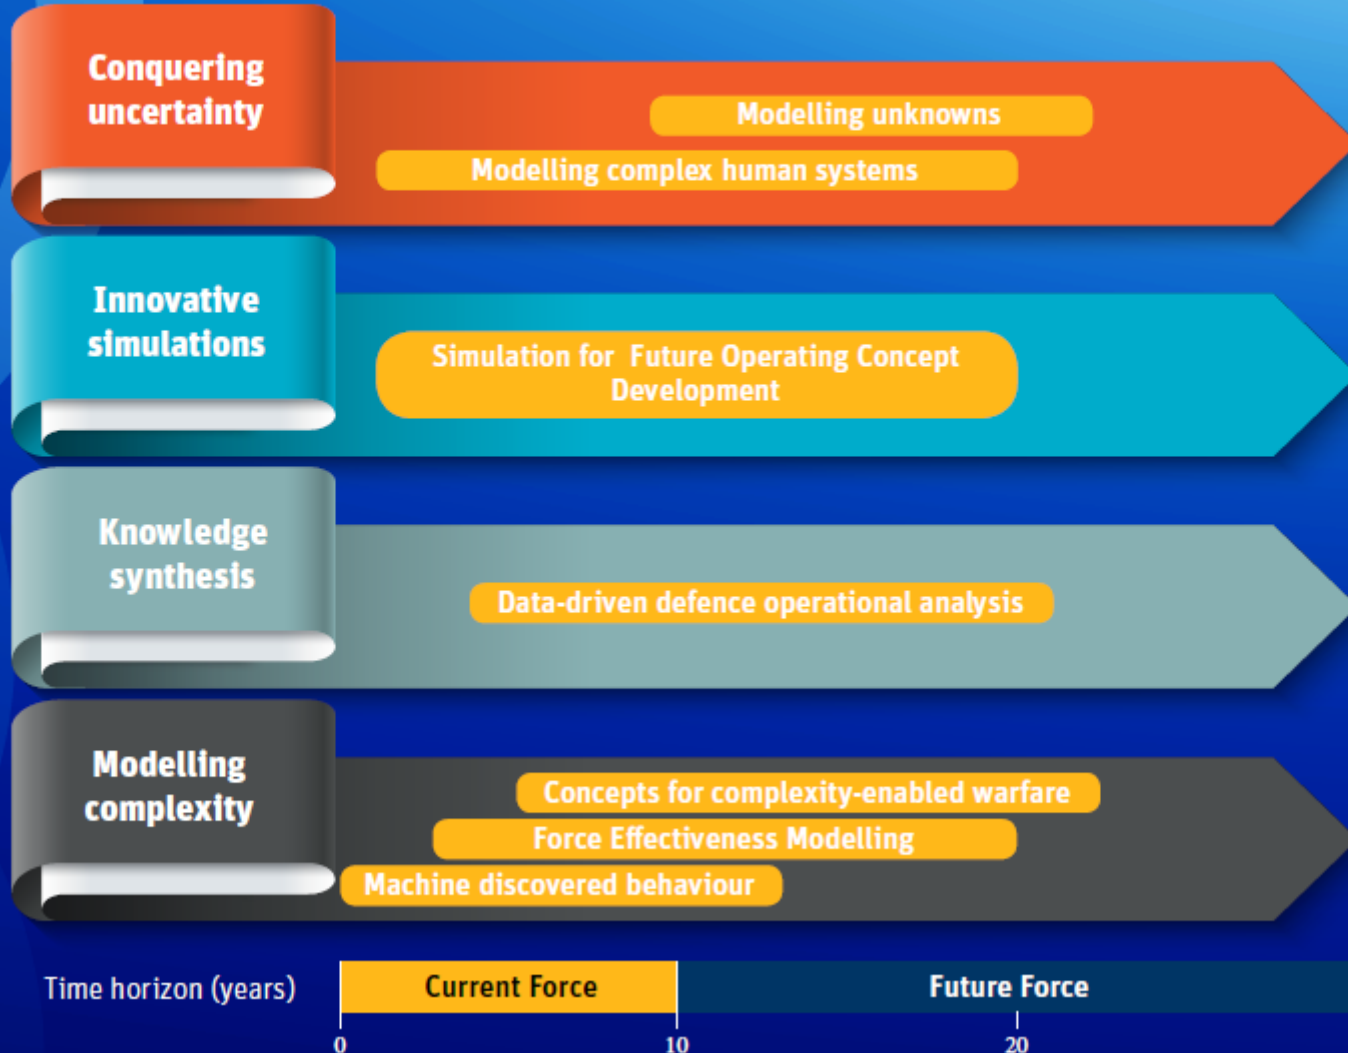 Conquering
uncertainty
Modelling unknowns
Modelling complex human systems
Innovative
simulations
Simulation for Future Operating Concept
Development
Knowledge
synthesis
Data-driven defence operational analysis
Modelling
complexity
Concepts for complexity-enabled warfare
Force Effectiveness Modelling
Machine discovered behaviour
Time horizon (years)
Current Force
Future Force
0
10
20